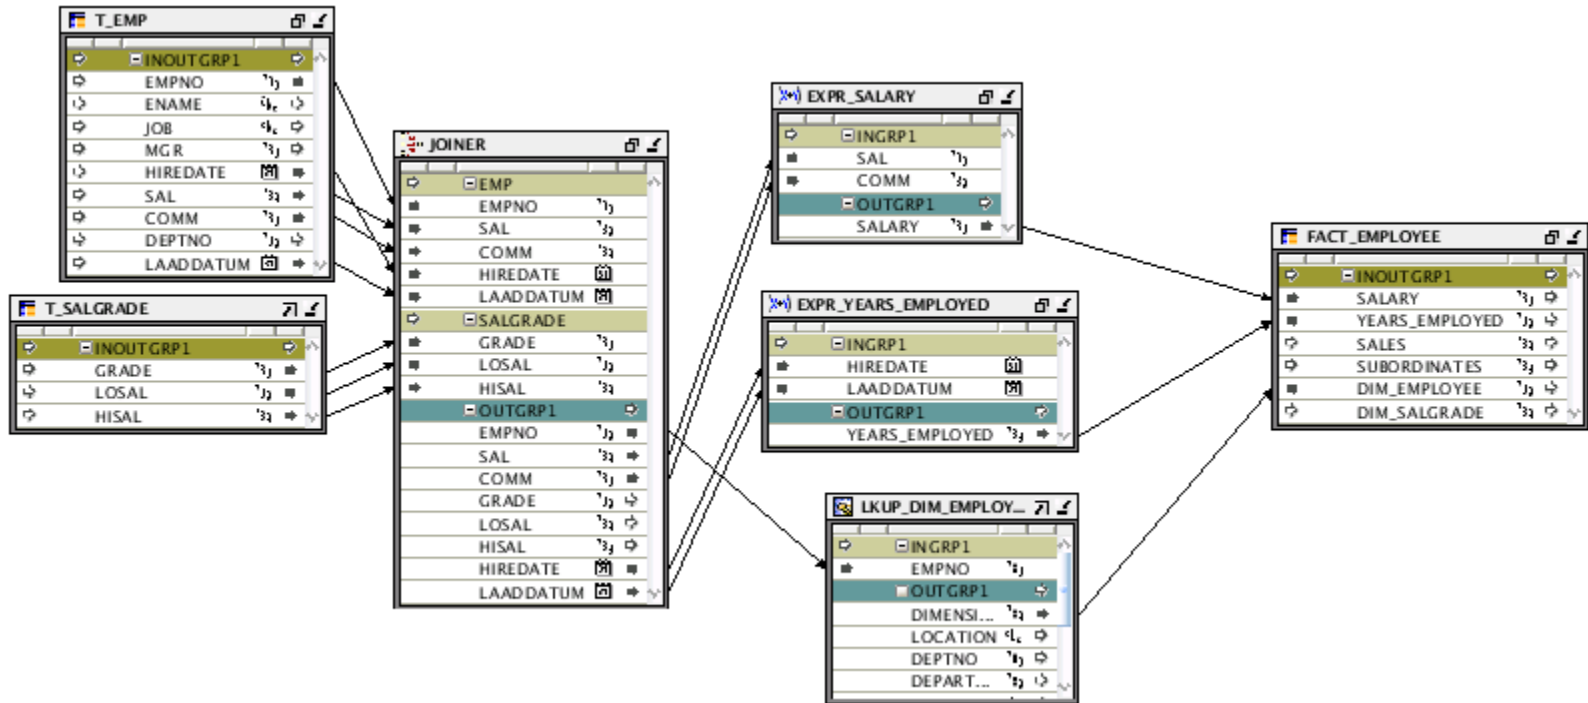 T_EMP
INOUTGRP1
EMPNO
ENAME
JOB
MGR
HIREDATE
SAL
COMM
DEPTNO
LAADDATUM
T_SALGRADE
INOUTGRP1
GRADE
LOSAL
HISAL
JOINER
EMP
EMPNO
SAL
COMM
HIREDATE
LAADDATUM
SALGRADE
GRADE
LOSAL
HISAL
OUTGRP1
EMPNO
SAL
COMM
GRADE
LOSAL
HISAL
HIREDATE
LAADDATUM
EXPR_SALARY
INGRP1
SAL
COMM
OUTGRP1
SALARY
EXPR_YEARS_EMPLOYED
INGRP1
HIREDATE
LAADDATUM
OUTGRP1
YEARS_EMPLOYED
LKUP_DIM_EMPLOY...
INGRP1
EMPNO
OUTGRP1
DIMENSI...
LOCATION
DEPTNO
DEPART...
FACT_EMPLOYEE
INOUTGRP1
SALARY
YEARS_EMPLOYED
SALES
SUBORDINATES
DIM_EMPLOYEE
DIM_SALGRADE